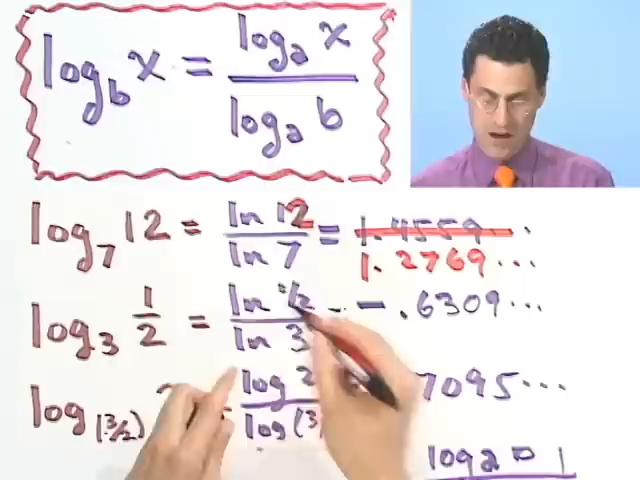 log_b x = log_a x / log_a b
log_7 12 = ln 12 / ln 7 = 1.4559 .
1.2769 ...
log_3 1/2 = ln 1/2 / ln 3 - .6309 ...
log_(3/2) = log 2 / log(3 7095 ...
log 2